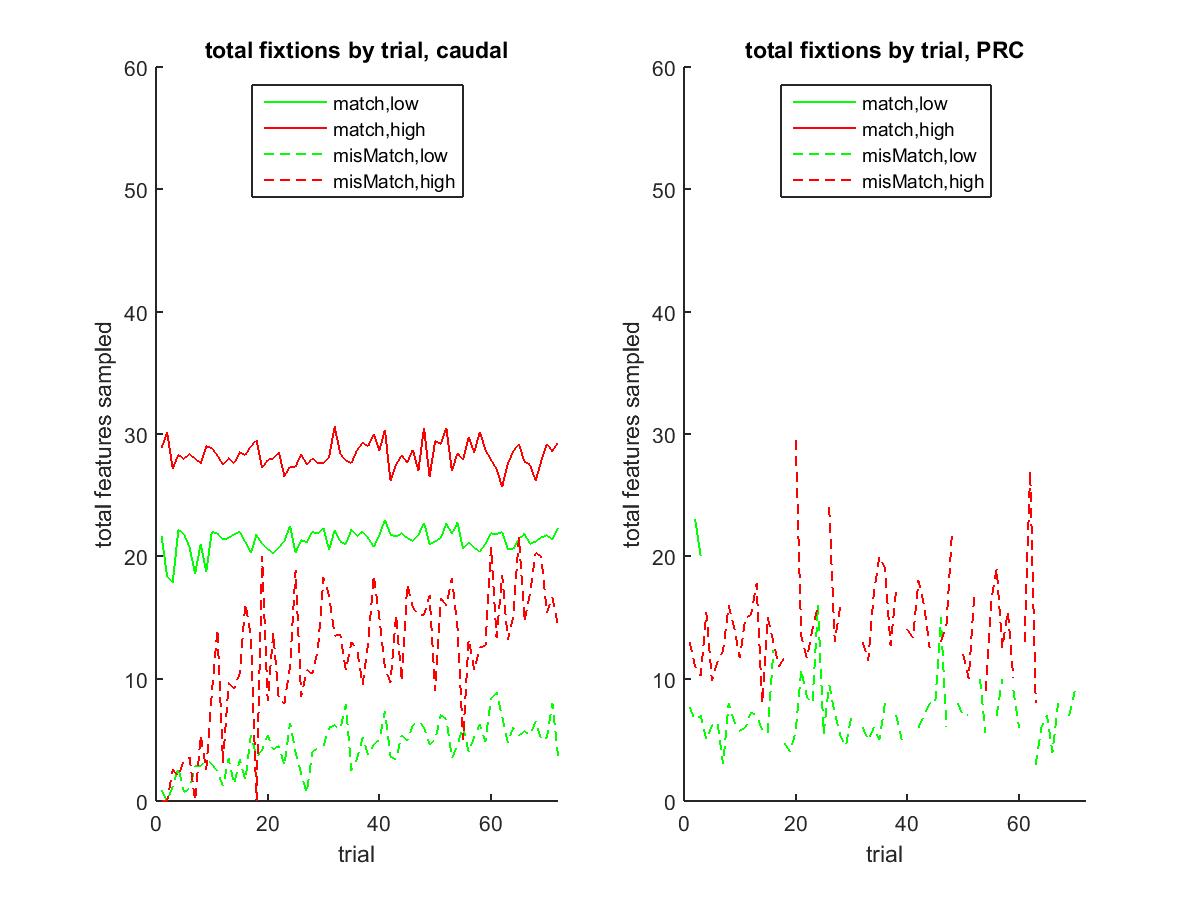 total fixtions by trial, caudal
match,low
match,high
misMatch,low
misMatch,high
60
50
40
30
20
10
0
total features sampled
0
20
40
60
trial
total fixtions by trial, PRC
match,low
match,high
misMatch,low
misMatch,high
60
50
40
30
20
10
0
total features sampled
0
20
40
60
trial